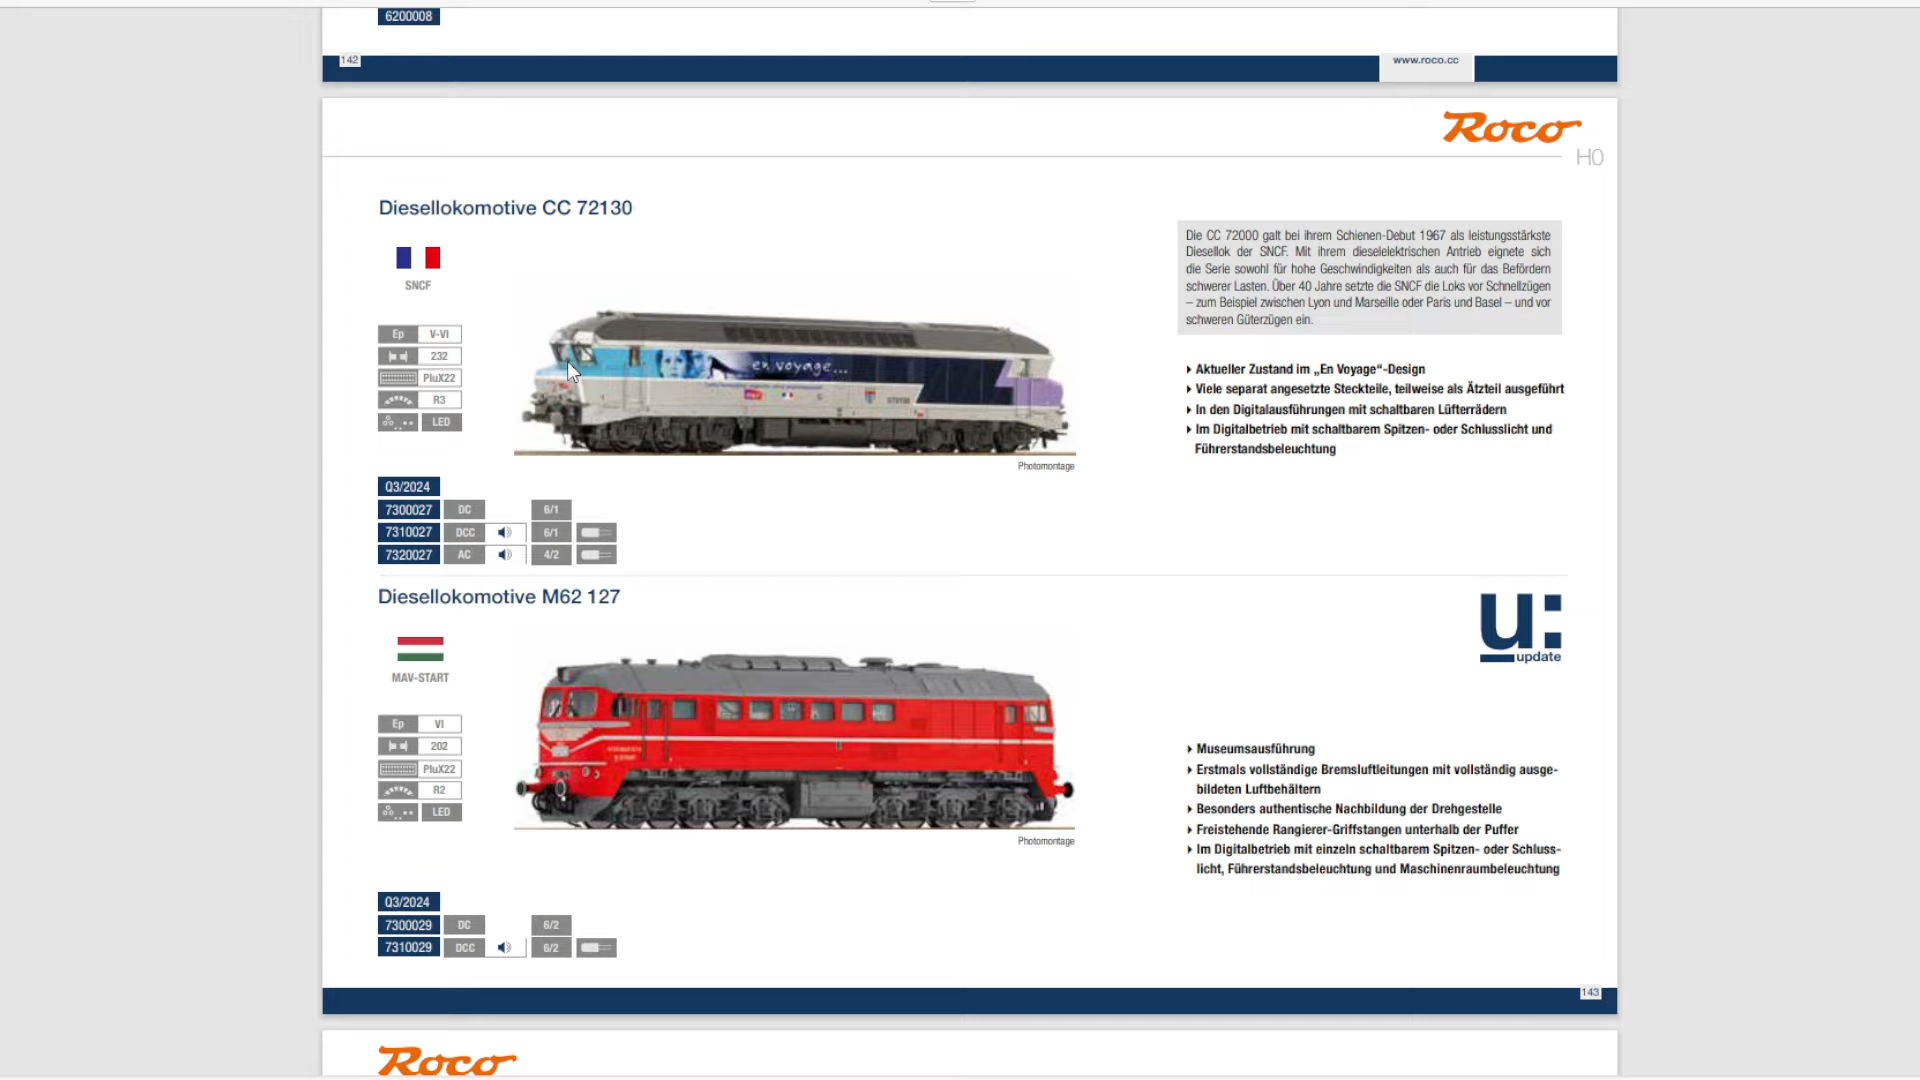 6200008
142
www.roco.cc
Roco
H0
Diesellokomotive CC 72130
SNCF
Ep V-VI
232
PluX22
R3
LED
en voyage...
Photomontage
Die CC 72000 galt bei ihrem Schienen-Debut 1967 als leistungsstärkste
Diesellok der SNCF. Mit ihrem dieselelektrischen Antrieb eignete sich
die Serie sowohl für hohe Geschwindigkeiten als auch für das Befördern
schwerer Lasten. Über 40 Jahre setzte die SNCF die Loks vor Schnellzügen
– zum Beispiel zwischen Lyon und Marseille oder Paris und Basel – und vor
schweren Güterzügen ein.
Aktueller Zustand im „En Voyage“-Design
Viele separat angesetzte Steckteile, teilweise als Ätzteil ausgeführt
In den Digitalausführungen mit schaltbaren Lüfterrädern
Im Digitalbetrieb mit schaltbarem Spitzen- oder Schlusslicht und
Führerstandsbeleuchtung
Q3/2024
7300027 DC 6/1
7310027 DCC 6/1
7320027 AC 4/2
Diesellokomotive M62 127
u:
update
MAV-START
Ep VI
202
PluX22
R2
LED
Photomontage
Museumsausführung
Erstmals vollständige Bremsluftleitungen mit vollständig ausge-
bildeten Luftbehältern
Besonders authentische Nachbildung der Drehgestelle
Freistehende Rangierer-Griffstangen unterhalb der Puffer
Im Digitalbetrieb mit einzeln schaltbarem Spitzen- oder Schluss-
licht, Führerstandsbeleuchtung und Maschinenraumbeleuchtung
Q3/2024
7300029 DC 6/2
7310029 DCC 6/2
143
Roco